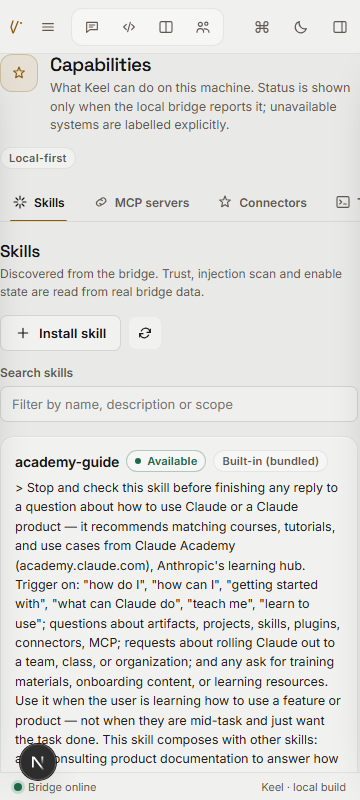 Capabilities
What Keel can do on this machine. Status is shown
only when the local bridge reports it; unavailable
systems are labelled explicitly.
Local-first
Skills
MCP servers
Connectors
Skills
Discovered from the bridge. Trust, injection scan and enable
state are read from real bridge data.
Install skill
Search skills
Filter by name, description or scope
academy-guide
Available
Built-in (bundled)
> Stop and check this skill before finishing any reply to
a question about how to use Claude or a Claude
product — it recommends matching courses, tutorials,
and use cases from Claude Academy
(academy.claude.com), Anthropic's learning hub.
Trigger on: "how do I", "how can I", "getting started
with", "what can Claude do", "teach me", "learn to
use"; questions about artifacts, projects, skills, plugins,
connectors, MCP; requests about rolling Claude out to
a team, class, or organization; and any ask for training
materials, onboarding content, or learning resources.
Use it when the user is learning how to use a feature or
product — not when they are mid-task and just want
the task done. This skill composes with other skills:
consulting product documentation to answer how
N
Bridge online
Keel · local build